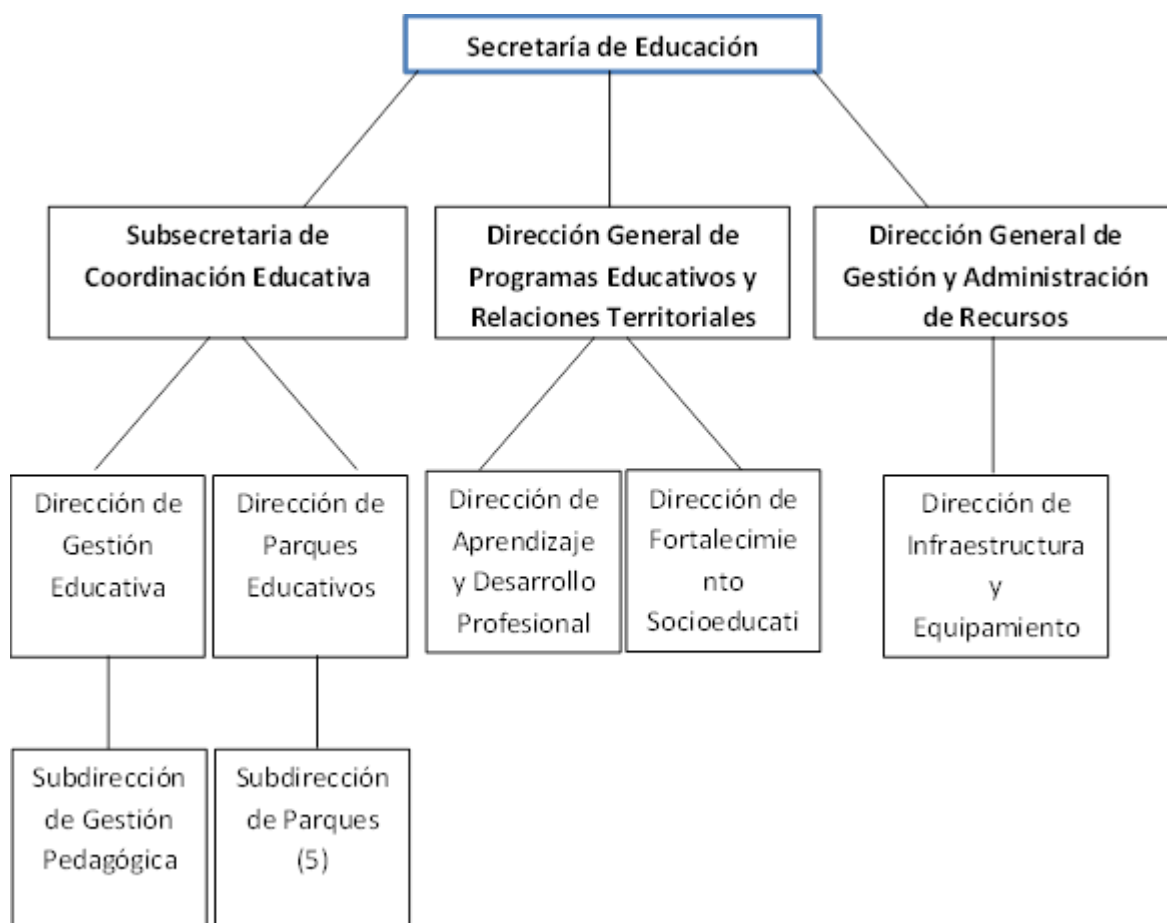 Secretaría de Educación
Subsecretaria de
Coordinación Educativa
Dirección General de
Programas Educativos y
Relaciones Territoriales
Dirección General de
Gestión y Administración
de Recursos
Dirección de
Gestión
Educativa
Dirección de
Parques
Educativos
Dirección de
Aprendizaje
y Desarrollo
Profesional
Dirección de
Fortalecimie
nto
Socioeducati
Dirección de
Infraestructura
y
Equipamiento
Subdirección
de Gestión
Pedagógica
Subdirección
de Parques
(5)